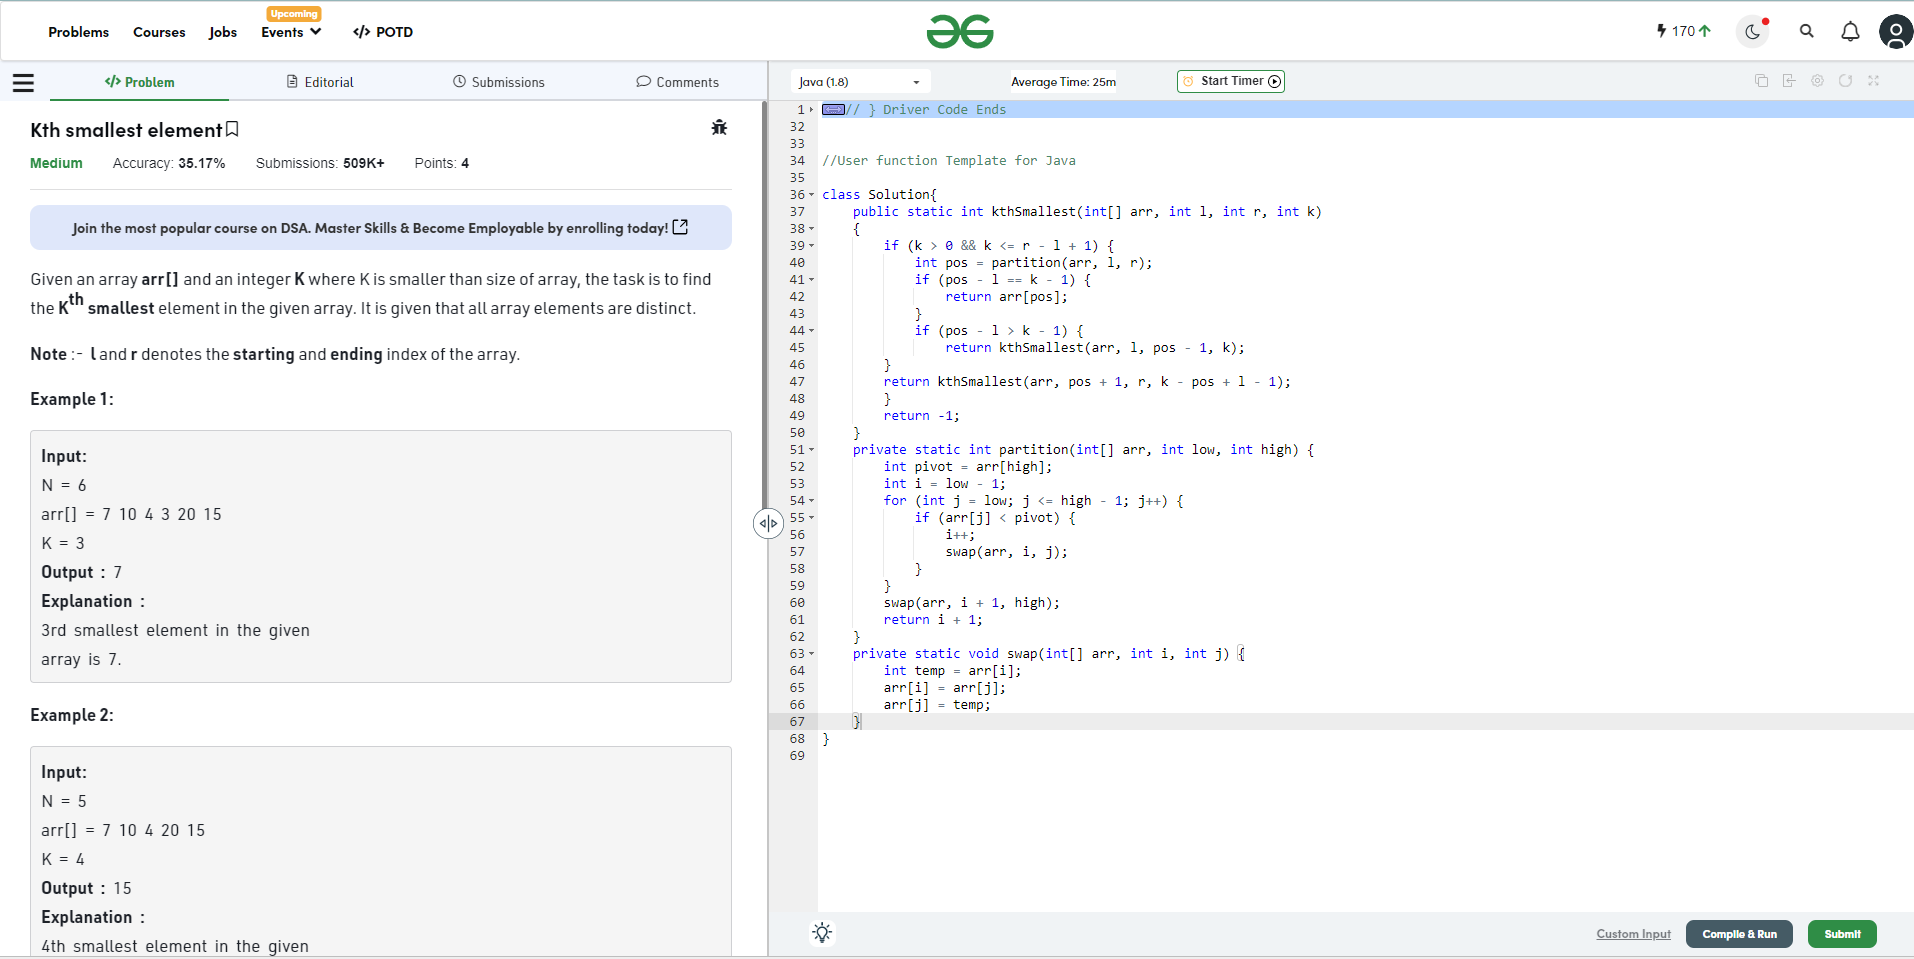 Problems Courses Jobs Upcoming Events </> POTD
170
</> Problem Editorial Submissions Comments
Kth smallest element
Medium Accuracy: 35.17% Submissions: 509K+ Points: 4
Join the most popular course on DSA. Master Skills & Become Employable by enrolling today!
Given an array arr[] and an integer K where K is smaller than size of array, the task is to find
the Kth smallest element in the given array. It is given that all array elements are distinct.
Note :- l and r denotes the starting and ending index of the array.
Example 1:
Input:
N = 6
arr[] = 7 10 4 3 20 15
K = 3
Output : 7
Explanation :
3rd smallest element in the given
array is 7.
Example 2:
Input:
N = 5
arr[] = 7 10 4 20 15
K = 4
Output : 15
Explanation :
4th smallest element in the given
Java (1.8) Average Time: 25m Start Timer
1 // } Driver Code Ends
32
33
34 //User function Template for Java
35
36 class Solution{
37 public static int kthSmallest(int[] arr, int l, int r, int k)
38 {
39 if (k > 0 && k <= r - l + 1) {
40 int pos = partition(arr, l, r);
41 if (pos - l == k - 1) {
42 return arr[pos];
43 }
44 if (pos - l > k - 1) {
45 return kthSmallest(arr, l, pos - 1, k);
46 }
47 return kthSmallest(arr, pos + 1, r, k - pos + l - 1);
48 }
49 return -1;
50 }
51 private static int partition(int[] arr, int low, int high) {
52 int pivot = arr[high];
53 int i = low - 1;
54 for (int j = low; j <= high - 1; j++) {
55 if (arr[j] < pivot) {
56 i++;
57 swap(arr, i, j);
58 }
59 }
60 swap(arr, i + 1, high);
61 return i + 1;
62 }
63 private static void swap(int[] arr, int i, int j) {
64 int temp = arr[i];
65 arr[i] = arr[j];
66 arr[j] = temp;
67 }
68 }
69
Custom Input Compile & Run Submit